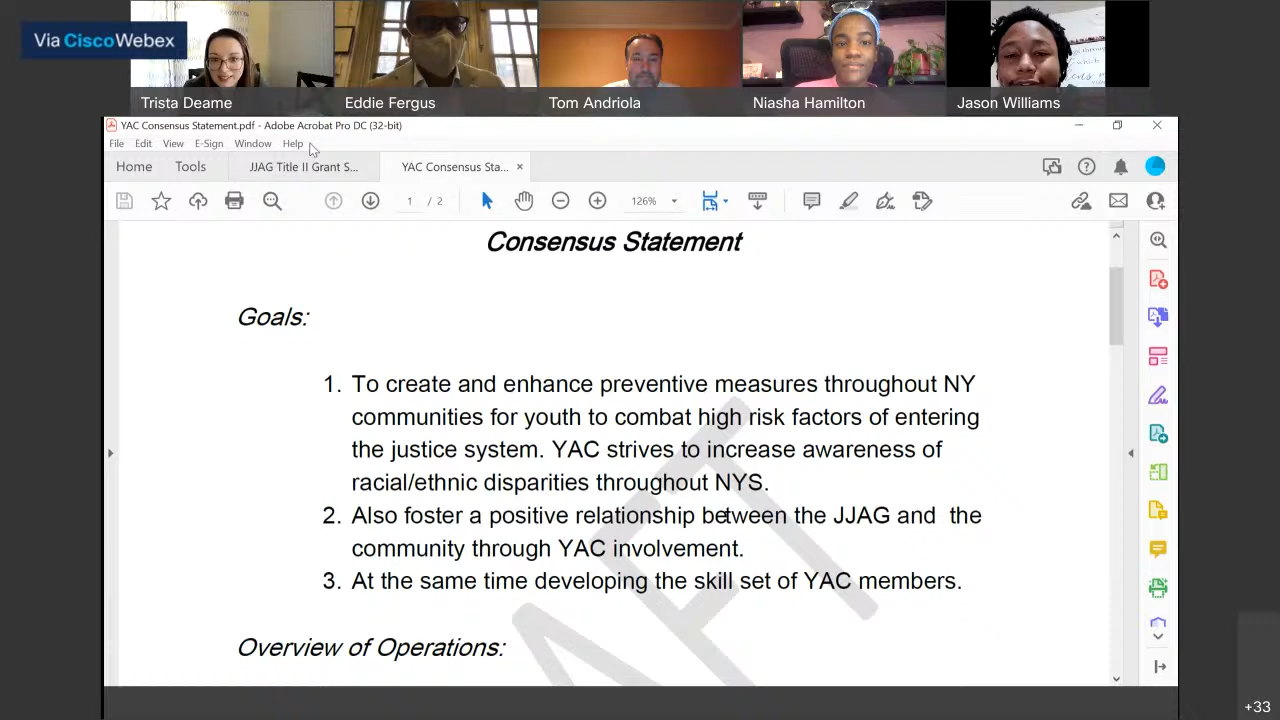 Via Cisco Webex
Trista Deame
Eddie Fergus
Tom Andriola
Niasha Hamilton
Jason Williams
YAC Consensus Statement.pdf - Adobe Acrobat Pro DC (32-bit)
File Edit View E-Sign Window Help
Home Tools JJAG Title II Grant S... YAC Consensus Sta... ×
1 / 2 126%
Consensus Statement
Goals:
1. To create and enhance preventive measures throughout NY
communities for youth to combat high risk factors of entering
the justice system. YAC strives to increase awareness of
racial/ethnic disparities throughout NYS.
2. Also foster a positive relationship between the JJAG and the
community through YAC involvement.
3. At the same time developing the skill set of YAC members.
Overview of Operations:
+33